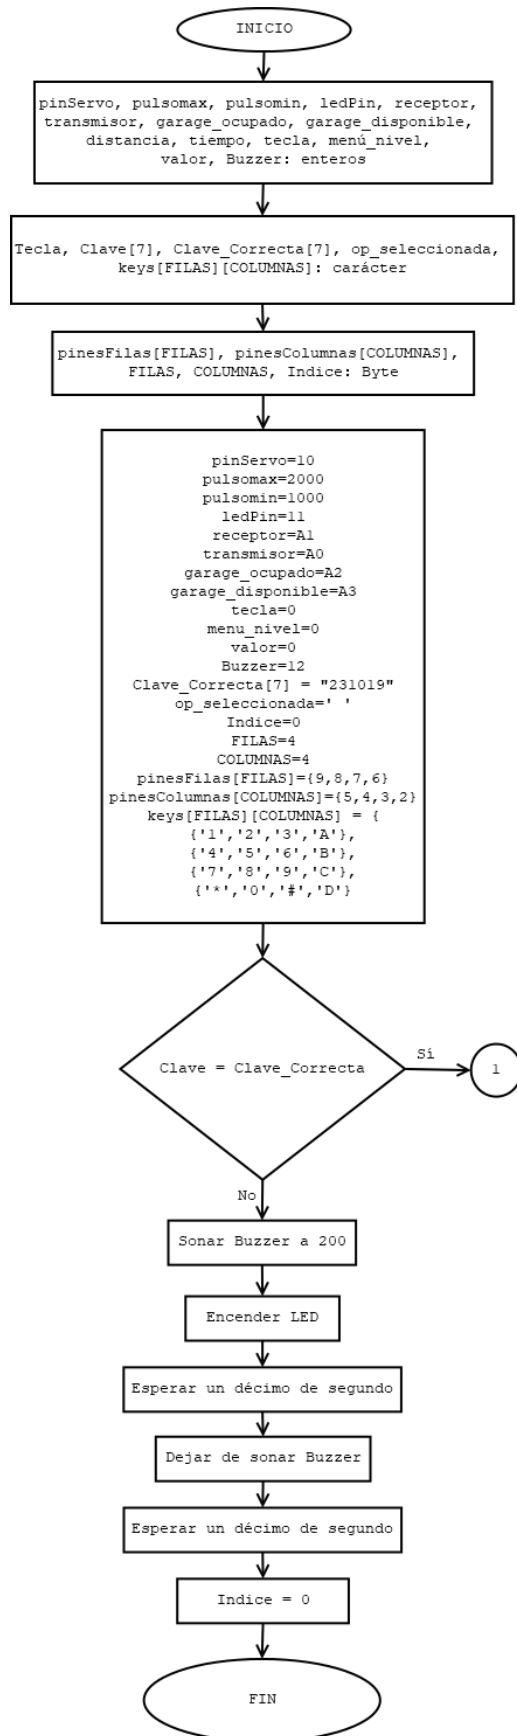 INICIO
pinServo, pulsomax, pulsomin, ledPin, receptor,
transmisor, garage_ocupado, garage_disponible,
distancia, tiempo, tecla, menú_nivel,
valor, Buzzer: enteros
Tecla, Clave[7], Clave_Correcta[7], op_seleccionada,
keys[FILAS][COLUMNAS]: carácter
pinesFilas[FILAS], pinesColumnas[COLUMNAS],
FILAS, COLUMNAS, Indice: Byte
pinServo=10
pulsomax=2000
pulsomin=1000
ledPin=11
receptor=A1
transmisor=A0
garage_ocupado=A2
garage_disponible=A3
tecla=0
menu_nivel=0
valor=0
Buzzer=12
Clave_Correcta[7] = "231019"
op_seleccionada=' '
Indice=0
FILAS=4
COLUMNAS=4
pinesFilas[FILAS]={9,8,7,6}
pinesColumnas[COLUMNAS]={5,4,3,2}
keys[FILAS][COLUMNAS] = {
{'1','2','3','A'},
{'4','5','6','B'},
{'7','8','9','C'},
{'*','0','#','D'}
Clave = Clave_Correcta
Sí
1
No
Sonar Buzzer a 200
Encender LED
Esperar un décimo de segundo
Dejar de sonar Buzzer
Esperar un décimo de segundo
Indice = 0
FIN